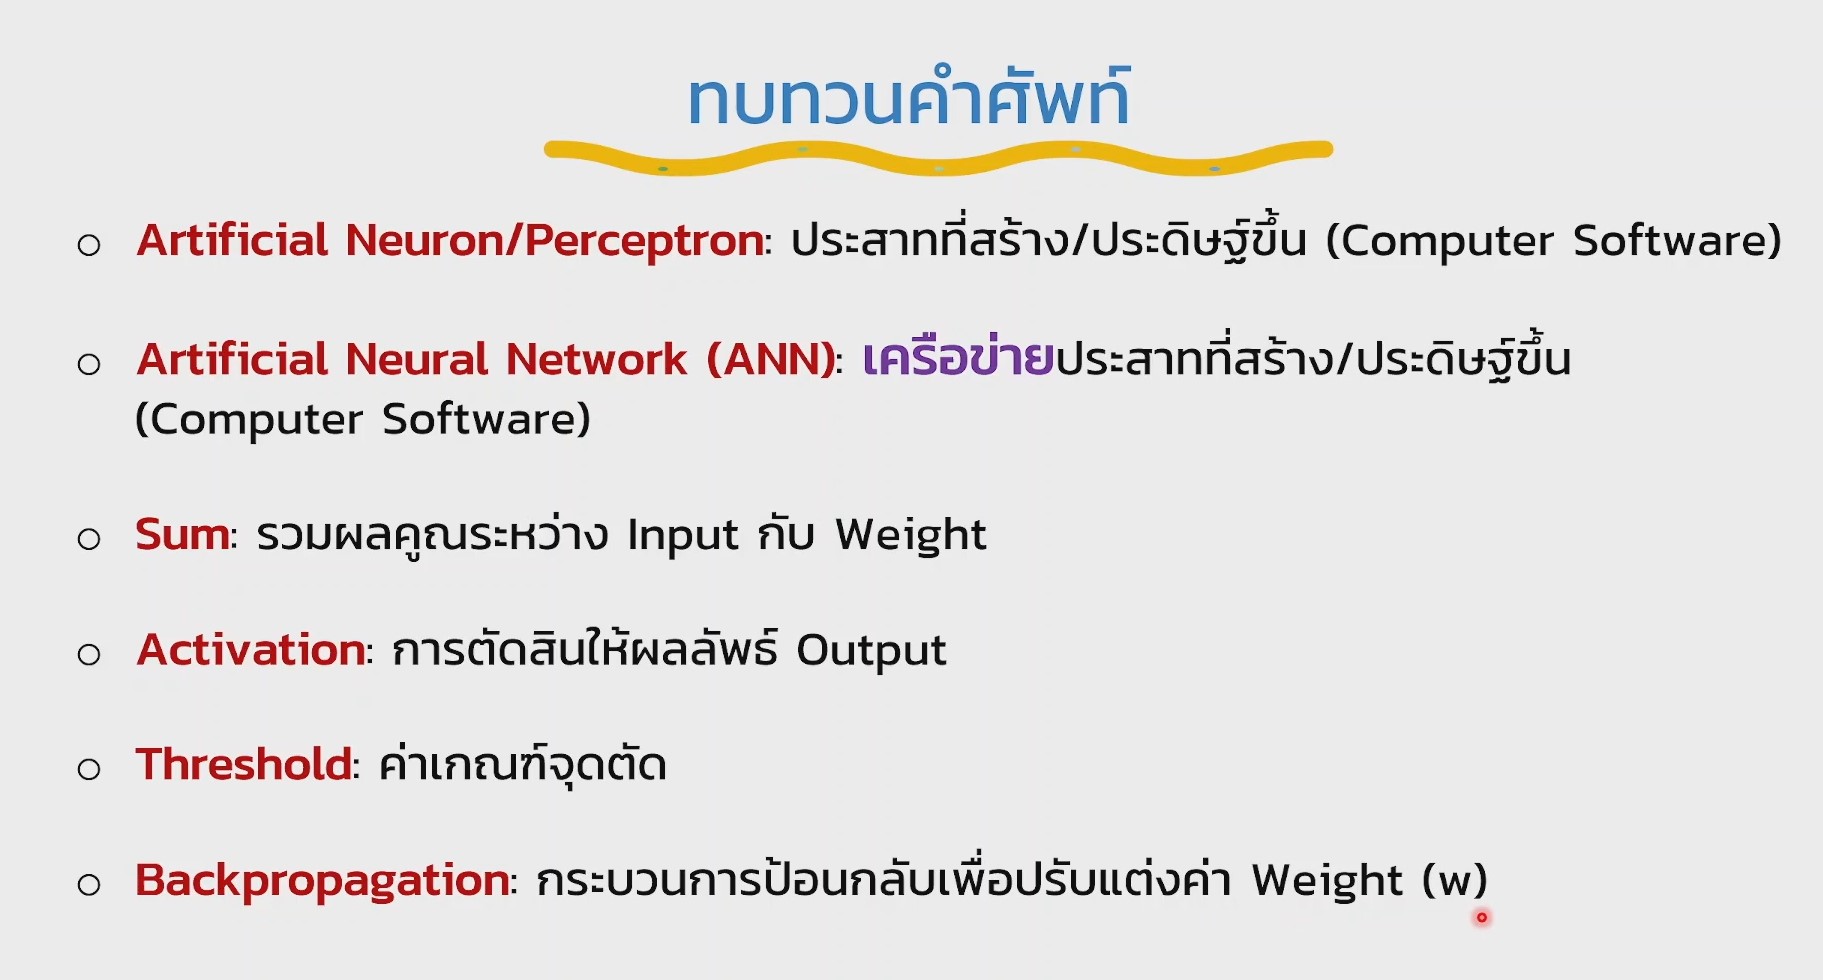 ทบทวนคำศัพท์
Artificial Neuron/Perceptron: ประสาทที่สร้าง/ประดิษฐ์ขึ้น (Computer Software)
Artificial Neural Network (ANN): เครือข่ายประสาทที่สร้าง/ประดิษฐ์ขึ้น
(Computer Software)
Sum: รวมผลคูณระหว่าง Input กับ Weight
Activation: การตัดสินให้ผลลัพธ์ Output
Threshold: ค่าเกณฑ์จุดตัด
Backpropagation: กระบวนการป้อนกลับเพื่อปรับแต่งค่า Weight (w)